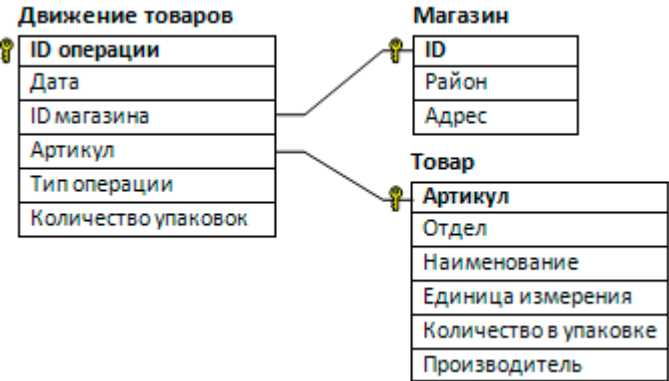 Движение товаров
ID операции
Дата
ID магазина
Артикул
Тип операции
Количество упаковок
Магазин
ID
Район
Адрес
Товар
Артикул
Отдел
Наименование
Единица измерения
Количество в упаковке
Производитель